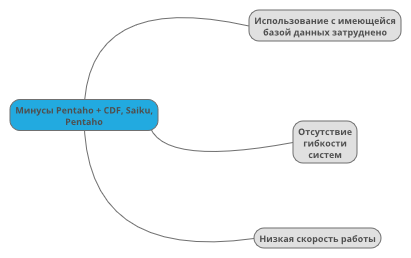 Использование с имеющейся
базой данных затруднено
Минусы Pentaho + CDF, Saiku,
Pentaho
Отсутствие
гибкости
систем
Низкая скорость работы